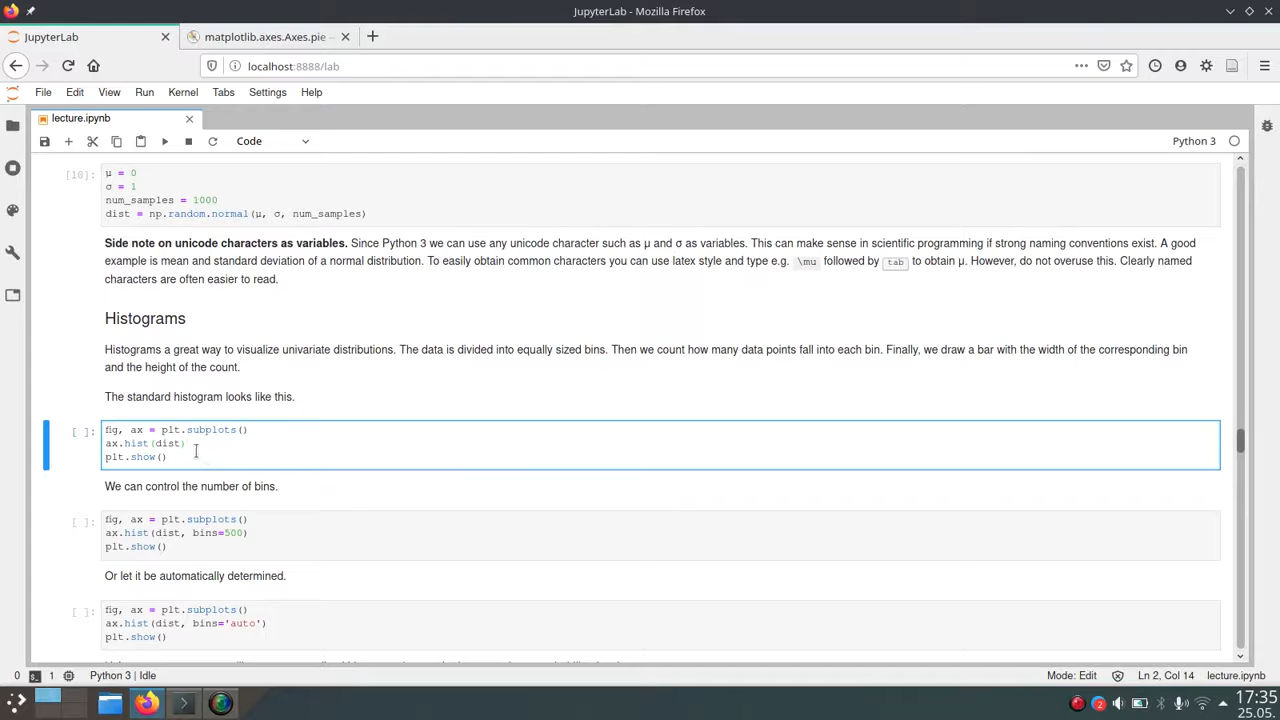 JupyterLab - Mozilla Firefox
JupyterLab
matplotlib.axes.Axes.pie –
localhost:8888/lab
File Edit View Run Kernel Tabs Settings Help
lecture.ipynb
Code
Python 3
[10]:
μ = 0
σ = 1
num_samples = 1000
dist = np.random.normal(μ, σ, num_samples)
Side note on unicode characters as variables. Since Python 3 we can use any unicode character such as μ and σ as variables. This can make sense in scientific programming if strong naming conventions exist. A good
example is mean and standard deviation of a normal distribution. To easily obtain common characters you can use latex style and type e.g. \mu followed by tab to obtain μ. However, do not overuse this. Clearly named
characters are often easier to read.
Histograms
Histograms a great way to visualize univariate distributions. The data is divided into equally sized bins. Then we count how many data points fall into each bin. Finally, we draw a bar with the width of the corresponding bin
and the height of the count.
The standard histogram looks like this.
[ ]:
fig, ax = plt.subplots()
ax.hist(dist)
plt.show()
We can control the number of bins.
[ ]:
fig, ax = plt.subplots()
ax.hist(dist, bins=500)
plt.show()
Or let it be automatically determined.
[ ]:
fig, ax = plt.subplots()
ax.hist(dist, bins='auto')
plt.show()
0 1 Python 3 | Idle Mode: Edit Ln 2, Col 14 lecture.ipynb
2
17:35
25.05.